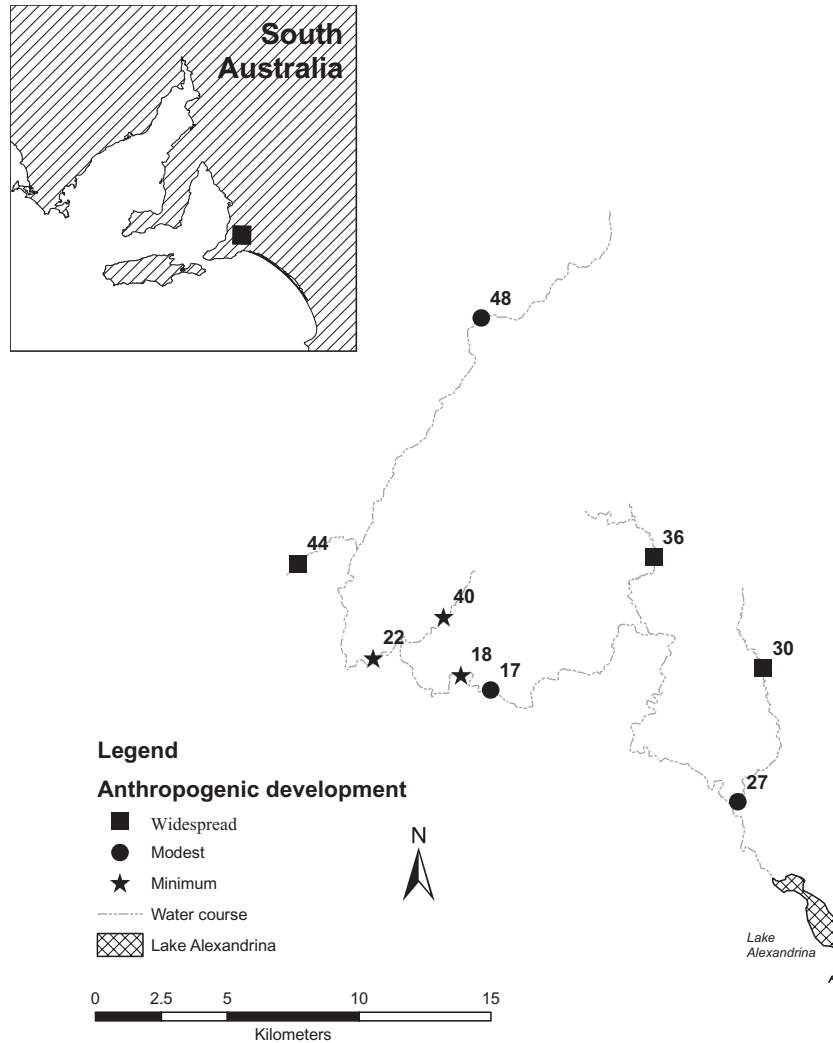 South
Australia
48
44
36
40
22
18
17
30
27
Legend
Anthropogenic development
Widespread
Modest
Minimum
Water course
Lake Alexandrina
N
Lake
Alexandrina
0 2.5 5 10 15
Kilometers